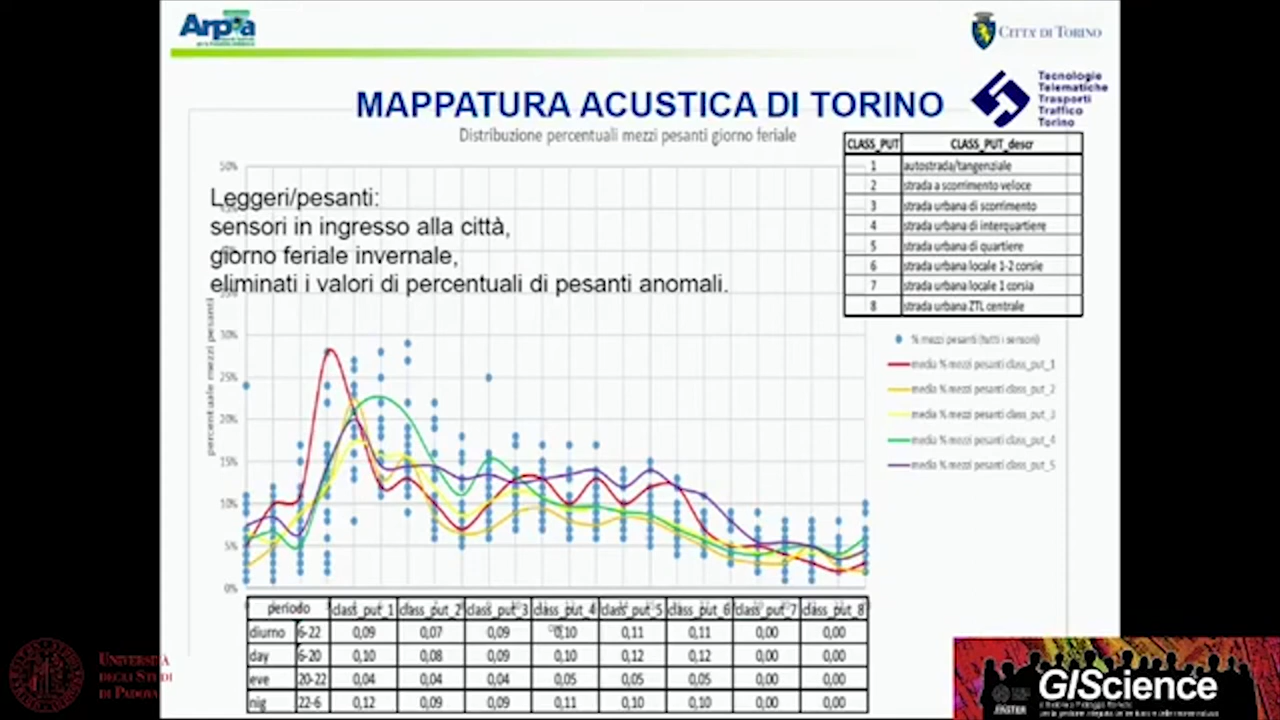 Arpa
CITTA' DI TORINO
MAPPATURA ACUSTICA DI TORINO
Tecnologie
Telematiche
Trasporti
Traffico
Torino
Distribuzione percentuali mezzi pesanti giorno feriale
CLASS_PUT CLASS_PUT_descr
1 autostrada/tangenziale
2 strada a scorrimento veloce
3 strada urbana di scorrimento
4 strada urbana di interquartiere
5 strada urbana di quartiere
6 strada urbana locale 1-2 corsie
7 strada urbana locale 1 corsia
8 strada urbana ZTL centrale
Leggeri/pesanti:
sensori in ingresso alla città,
giorno feriale invernale,
eliminati i valori di percentuali di pesanti anomali.
percentuale mezzi pesanti
50%
30%
25%
20%
15%
10%
5%
0%
% mezzi pesanti (tutti i sensori)
media % mezzi pesanti class_put_1
media % mezzi pesanti class_put_2
media % mezzi pesanti class_put_3
media % mezzi pesanti class_put_4
media % mezzi pesanti class_put_5
periodo class_put_1 class_put_2 class_put_3 class_put_4 class_put_5 class_put_6 class_put_7 class_put_8
diurno 6-22 0,09 0,07 0,09 0,10 0,11 0,11 0,00 0,00
day 6-20 0,10 0,08 0,09 0,10 0,12 0,12 0,00 0,00
eve 20-22 0,04 0,04 0,04 0,05 0,05 0,05 0,00 0,00
nig 22-6 0,12 0,09 0,09 0,11 0,10 0,10 0,00 0,00
UNIVERSITÀ
DEGLI STUDI
DI PADOVA
GIScience
MASTER